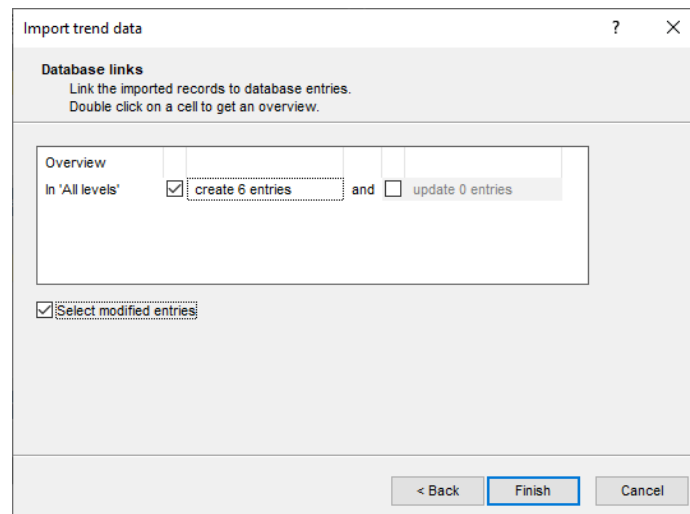 Import trend data
Database links
Link the imported records to database entries.
Double click on a cell to get an overview.
Overview
In 'All levels' create 6 entries and update 0 entries
Select modified entries
< Back Finish Cancel